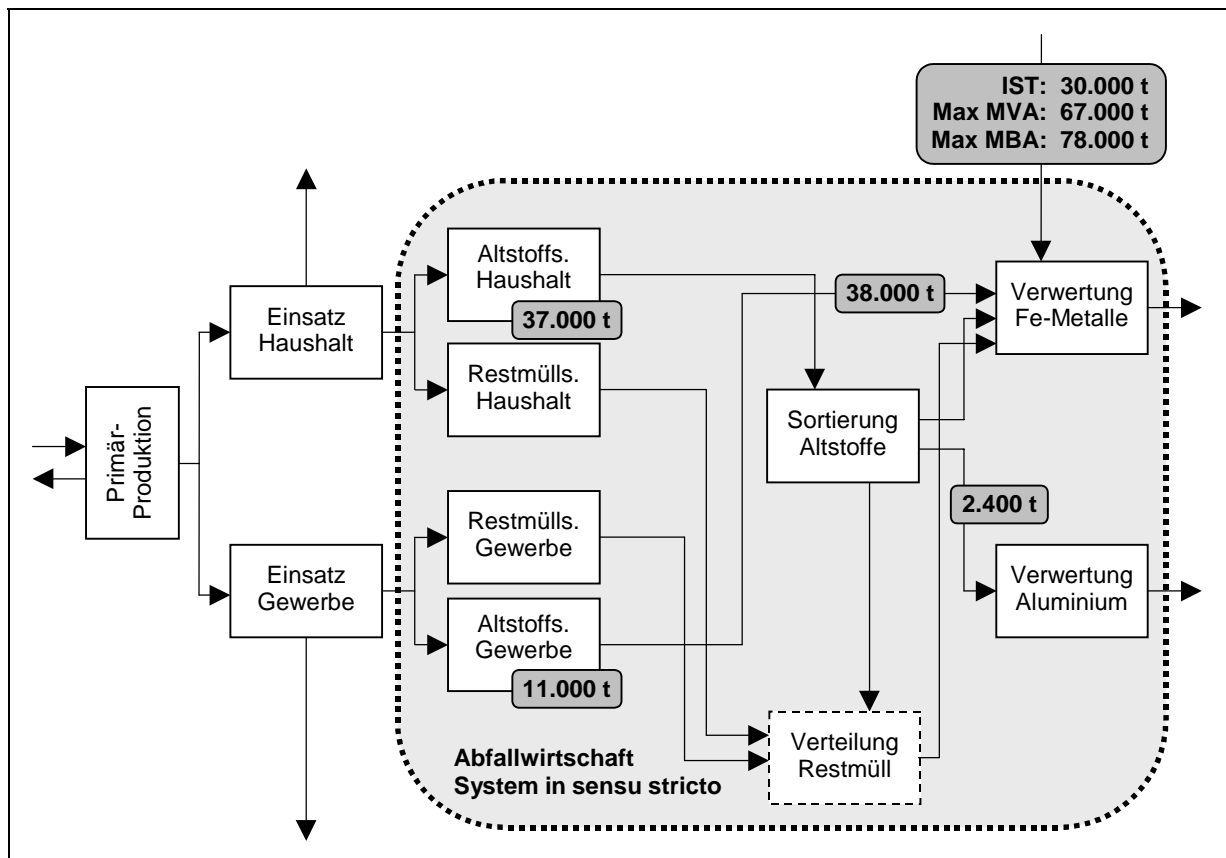 IST: 30.000 t
Max MVA: 67.000 t
Max MBA: 78.000 t
Altstoffs.
Haushalt
37.000 t
38.000 t
Verwertung
Fe-Metalle
Einsatz
Haushalt
Restmülls.
Haushalt
Sortierung
Altstoffe
Primär-
Produktion
2.400 t
Restmülls.
Gewerbe
Einsatz
Gewerbe
Verwertung
Aluminium
Altstoffs.
Gewerbe
11.000 t
Verteilung
Restmüll
Abfallwirtschaft
System in sensu stricto